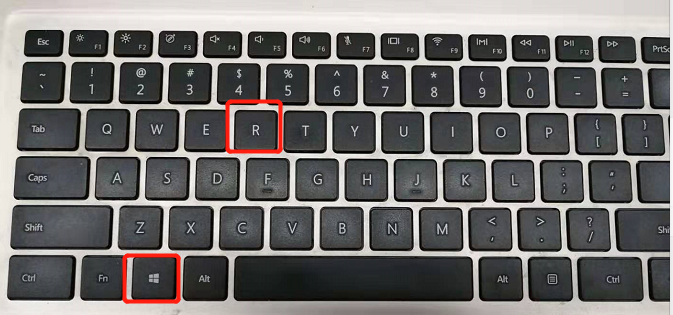 Esc F1 F2 F3 F4 F5 F6 F7 F8 F9 F10 F11 F12 PrtSc
~ ! @ # $ % ^ & * ( ) – +
` 1 2 3 4 5 6 7 8 9 0 - =
Tab Q W E R T Y U I O P { [ } ]
Caps A S D F G H J K L : ; " '
Shift Z X C V B N M < , > . ? / Shi
Ctrl Fn Alt Alt Ctrl